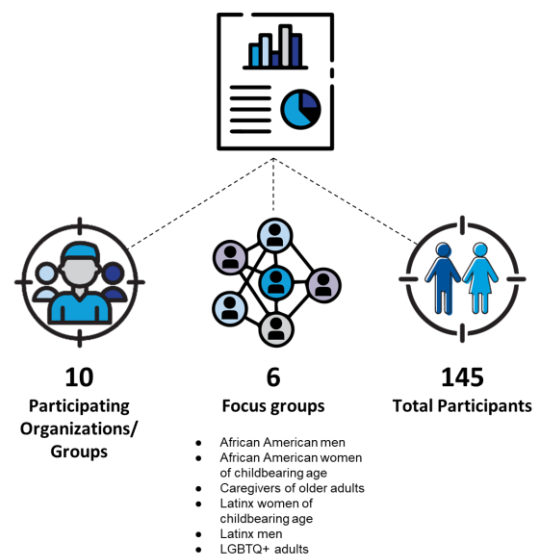 10
Participating
Organizations/
Groups
6
Focus groups
● African American men
● African American women
of childbearing age
● Caregivers of older adults
● Latinx women of
childbearing age
● Latinx men
● LGBTQ+ adults
145
Total Participants